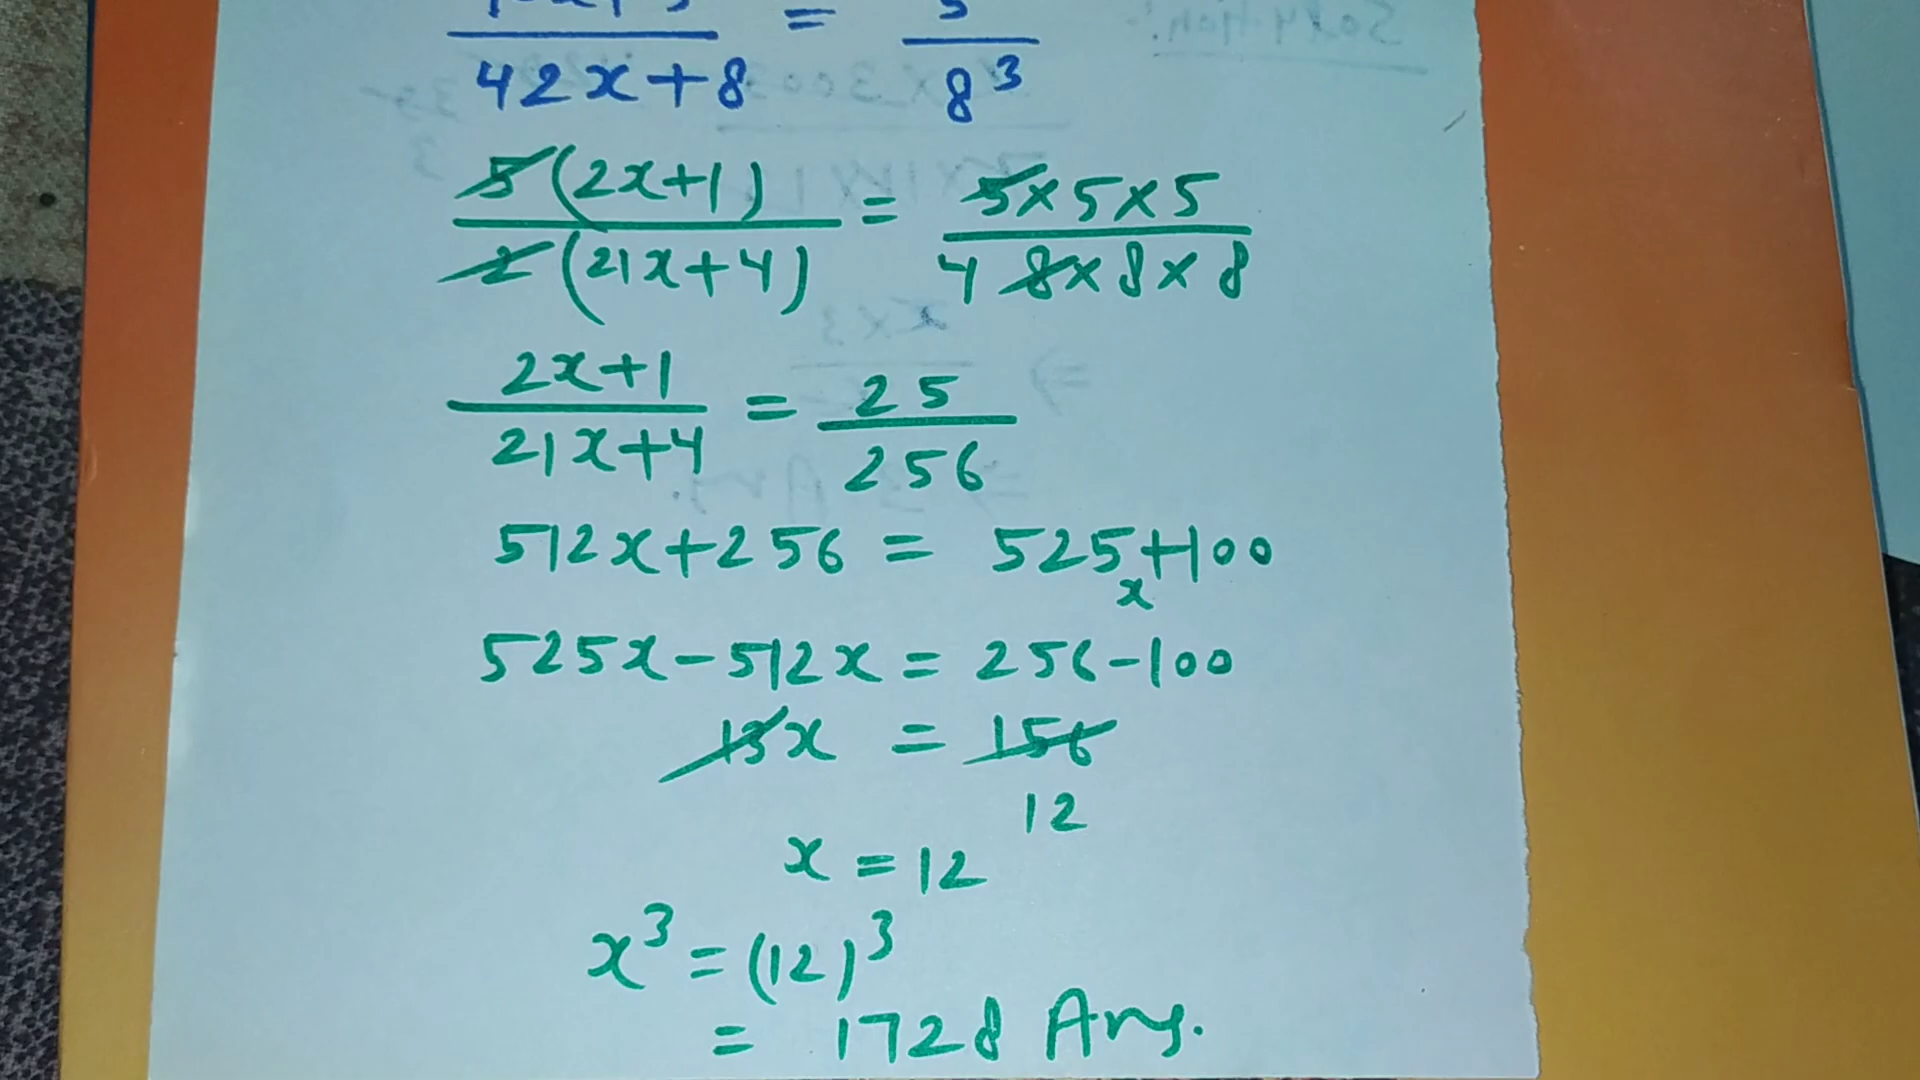 42x+8 = 8³
5(2x+1) / 2(21x+4) = 5×5×5 / 4 8×8×8
2x+1 / 21x+4 = 25 / 256
512x+256 = 525x+100
525x-512x = 256-100
13x = 156
12
x = 12
x³ = (12)³
= 1728 Ans.